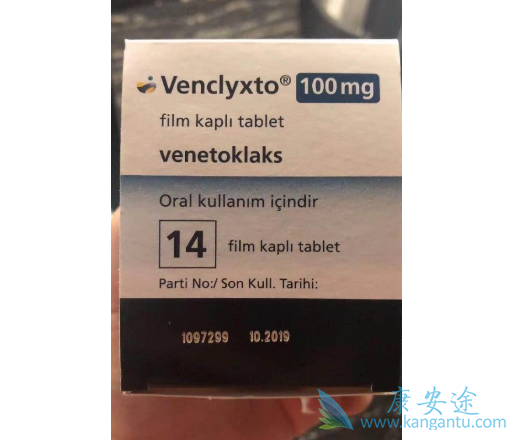 Venclyxto® 100 mg
film kaplı tablet
venetoklaks
Oral kullanım içindir
14 film kaplı tablet
Parti No:/ Son Kull. Tarihi:
1097299 10.2019
康安途
www.kangantu.com